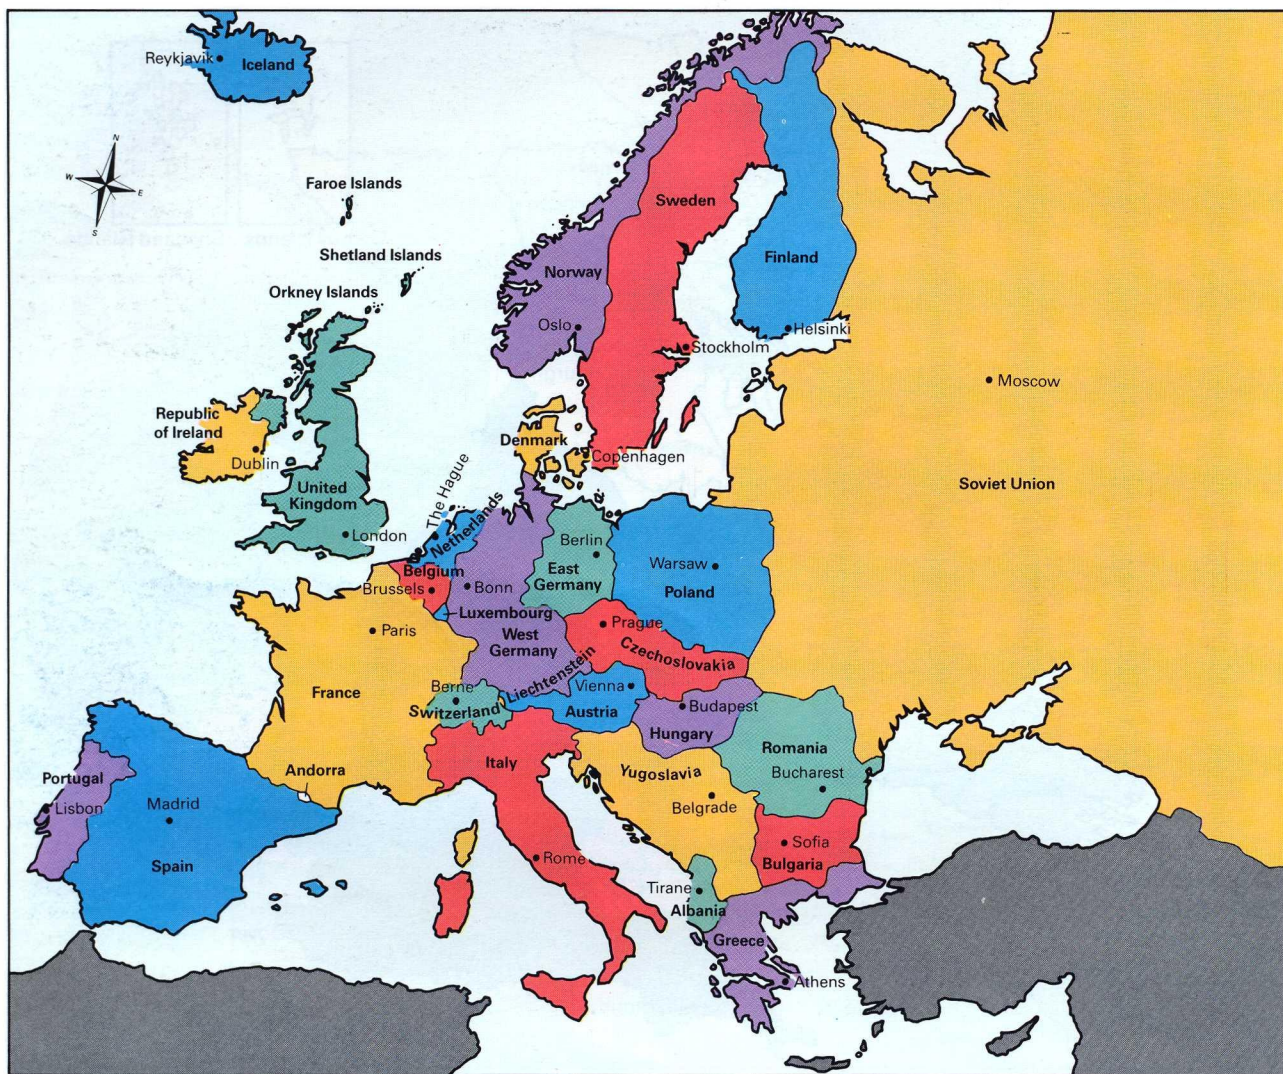 Reykjavik
Iceland
N
W
E
S
Faroe Islands
Shetland Islands
Orkney Islands
Sweden
Norway
Finland
Oslo
Helsinki
Stockholm
Moscow
Republic
of Ireland
Dublin
Denmark
Copenhagen
United
Kingdom
London
The Hague
Netherlands
Soviet Union
Berlin
East
Germany
Warsaw
Poland
Belgium
Brussels
Bonn
Luxembourg
Paris
West
Germany
Prague
Czechoslovakia
Liechtenstein
France
Berne
Switzerland
Vienna
Austria
Budapest
Hungary
Romania
Bucharest
Italy
Yugoslavia
Belgrade
Andorra
Portugal
Lisbon
Madrid
Spain
Rome
Sofia
Bulgaria
Tirane
Albania
Greece
Athens